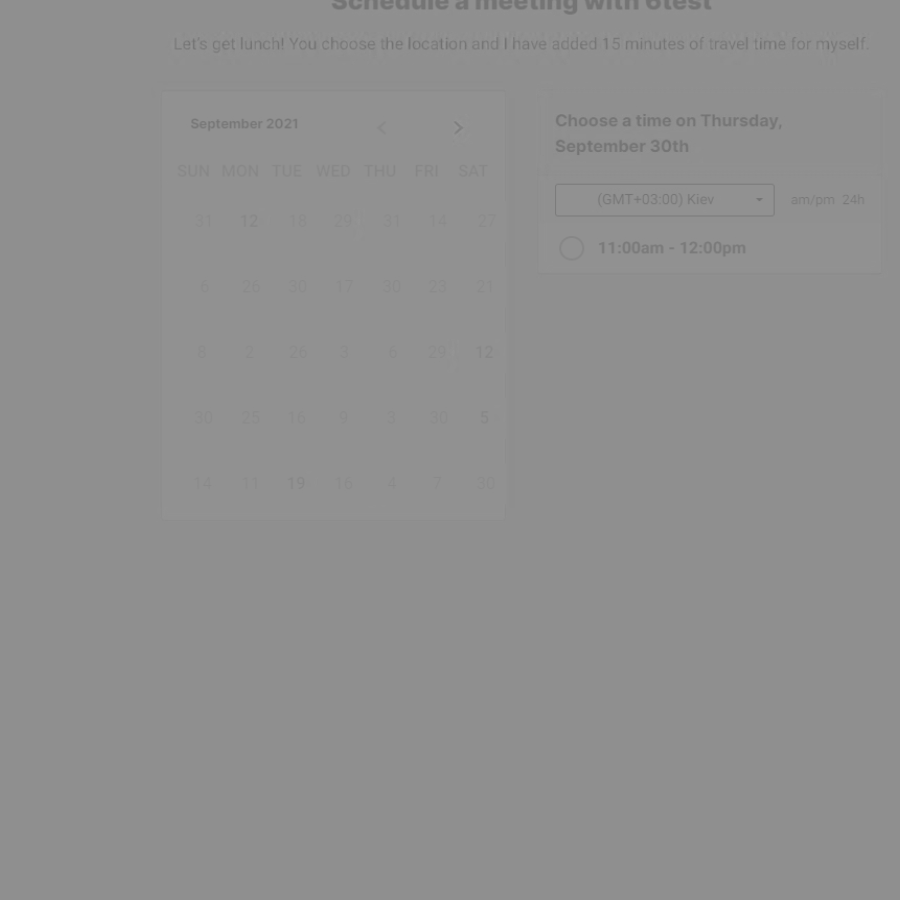 Schedule a meeting with 6test
Let's get lunch! You choose the location and I have added 15 minutes of travel time for myself.
September 2021
SUN MON TUE WED THU FRI SAT
31 12 18 29 31 14 27
6 26 30 17 30 23 21
8 2 26 3 6 29 12
30 25 16 9 3 30 5
14 11 19 16 4 7 30
Choose a time on Thursday,
September 30th
(GMT+03:00) Kiev am/pm 24h
11:00am - 12:00pm